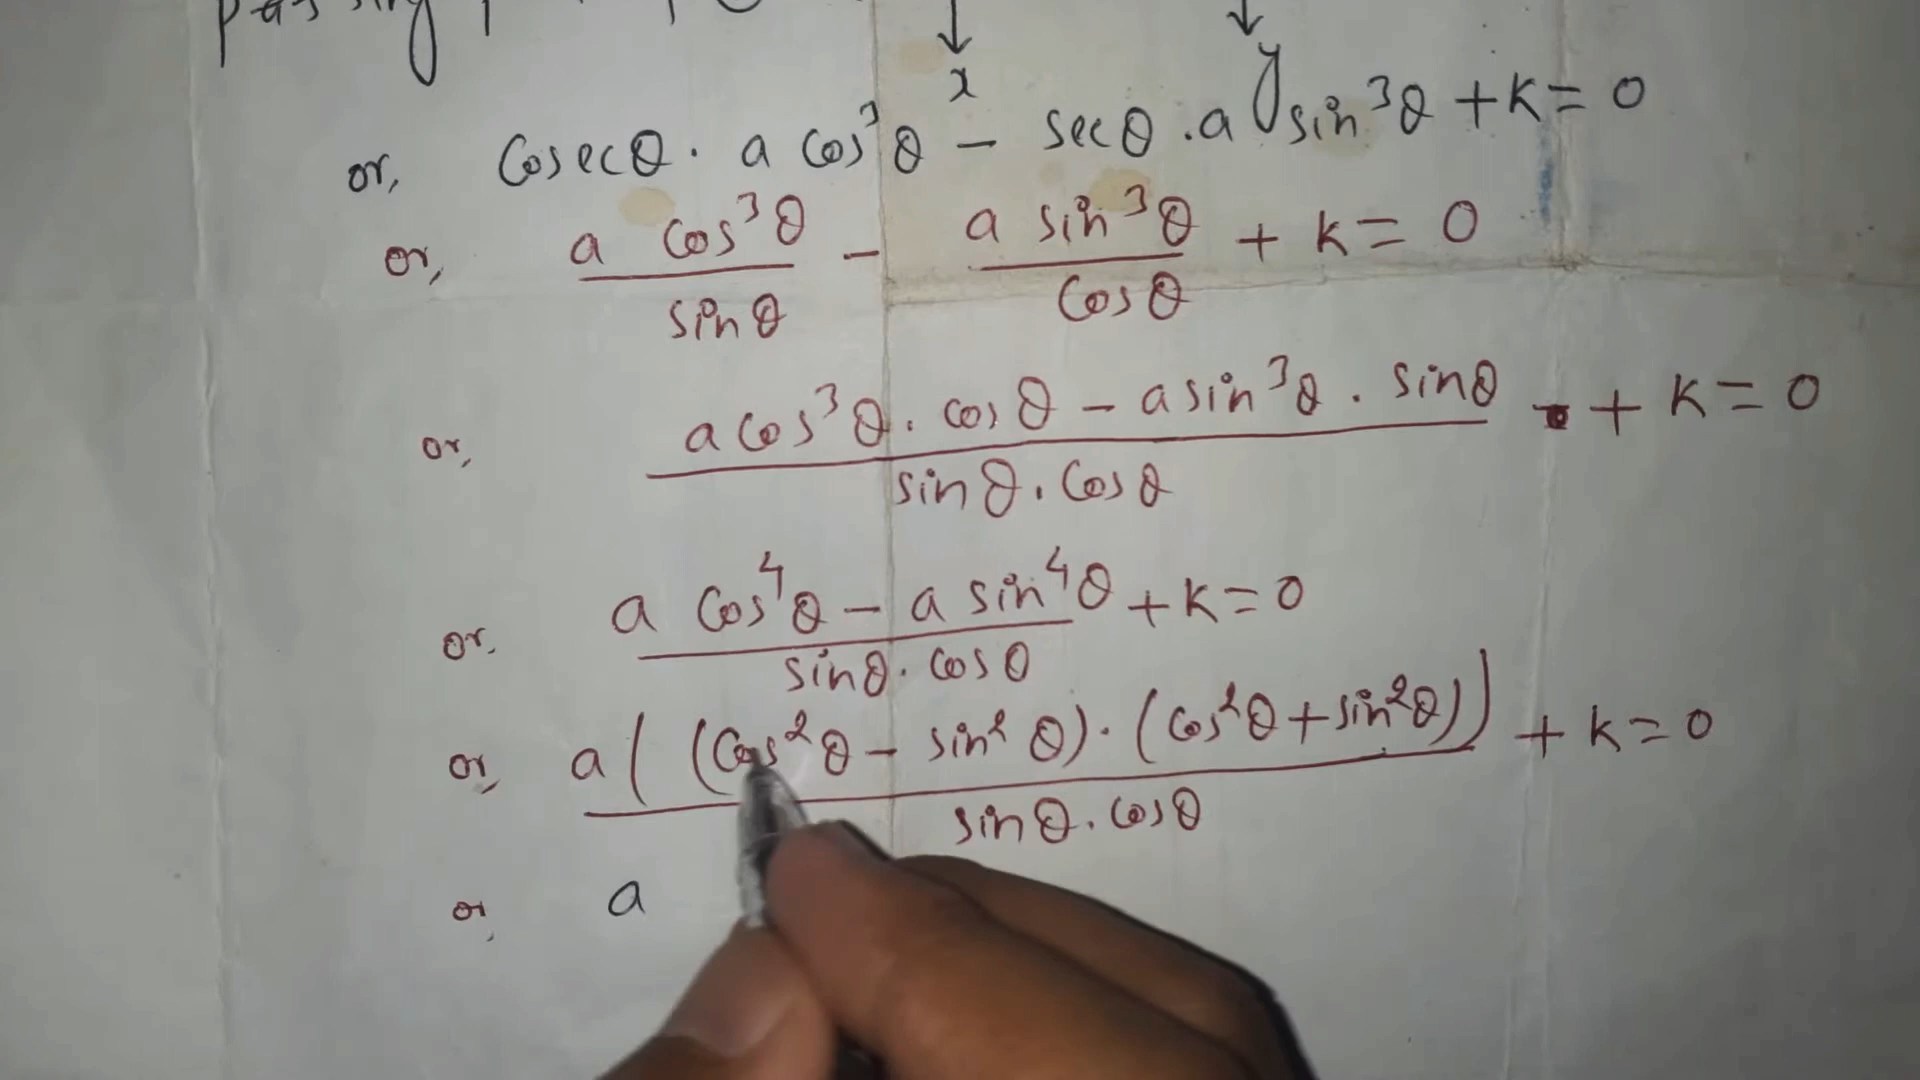 passing
↓ ↓
x y
or, Cosecθ . a cos³θ − secθ . a sin³θ + K = 0
or, a cos³θ / sinθ − a sin³θ / cosθ + K = 0
or, a cos³θ . cosθ − a sin³θ . sinθ / sinθ . cosθ + K = 0
or, a cos⁴θ − a sin⁴θ / sinθ . cosθ + K = 0
or, a ( (cos²θ − sin²θ) . (cos²θ + sin²θ) ) / sinθ . cosθ + K = 0
or, a